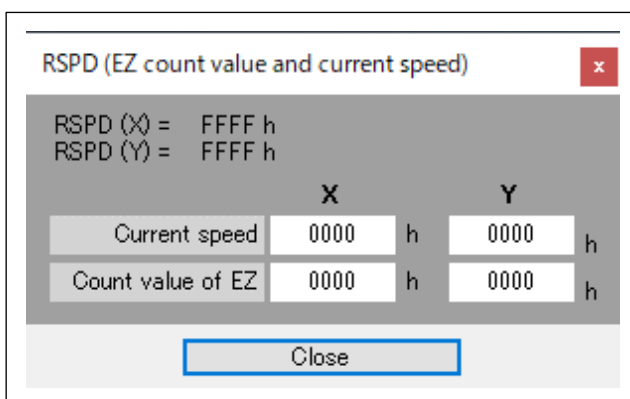 RSPD (EZ count value and current speed) x
RSPD (X) = FFFF h
RSPD (Y) = FFFF h
X Y
Current speed 0000 h 0000 h
Count value of EZ 0000 h 0000 h
Close